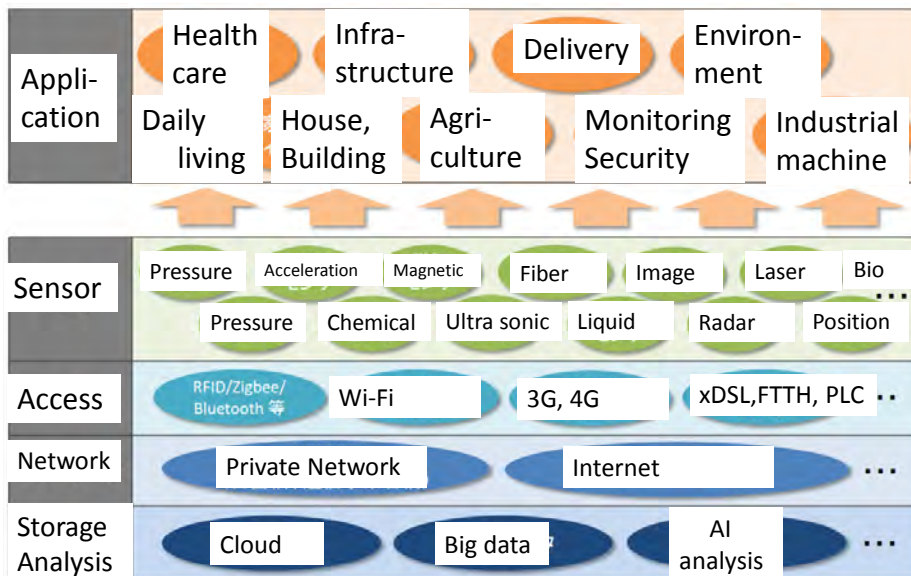 Appli-
cation
Health
care
Infra-
structure
Delivery
Environ-
ment
Daily
living
House,
Building
Agri-
culture
Monitoring
Security
Industrial
machine
Sensor
Pressure
Acceleration
Magnetic
Fiber
Image
Laser
Bio
...
Pressure
Chemical
Ultra sonic
Liquid
Radar
Position
Access
RFID/Zigbee/
Bluetooth 等
Wi-Fi
3G, 4G
xDSL,FTTH, PLC
..
Network
Private Network
Internet
...
Storage
Analysis
Cloud
Big data
AI
analysis
...